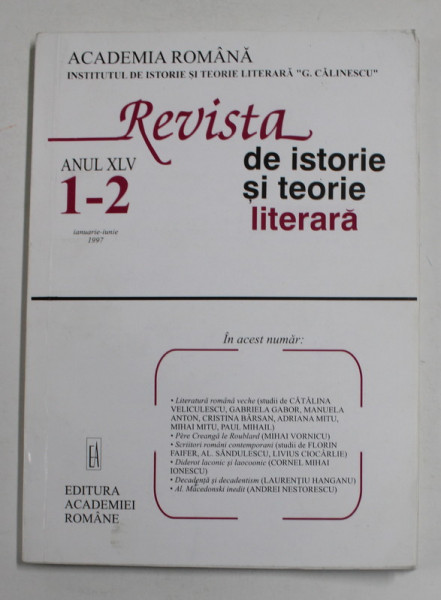 ACADEMIA ROMÂNĂ
INSTITUTUL DE ISTORIE ȘI TEORIE LITERARĂ "G. CĂLINESCU"
Revista
de istorie
și teorie
literară
ANUL XLV
1-2
ianuarie-iunie
1997
În acest număr:
• Literatură română veche (studii de CĂTĂLINA
VELICULESCU, GABRIELA GABOR, MANUELA
ANTON, CRISTINA BÂRSAN, ADRIANA MITU,
MIHAI MITU, PAUL MIHAIL.)
• Père Creangă le Roublard (MIHAI VORNICU)
• Scriitori români contemporani (studii de FLORIN
FAIFER, AL. SĂNDULESCU, LIVIUS CIOCÂRLIE)
• Diderot laconic și laocoonic (CORNEL MIHAI
IONESCU)
• Decadență și decadentism (LAURENȚIU HANGANU)
• Al. Macedonski inedit (ANDREI NESTORESCU)
EA
EDITURA
ACADEMIEI
ROMÂNE